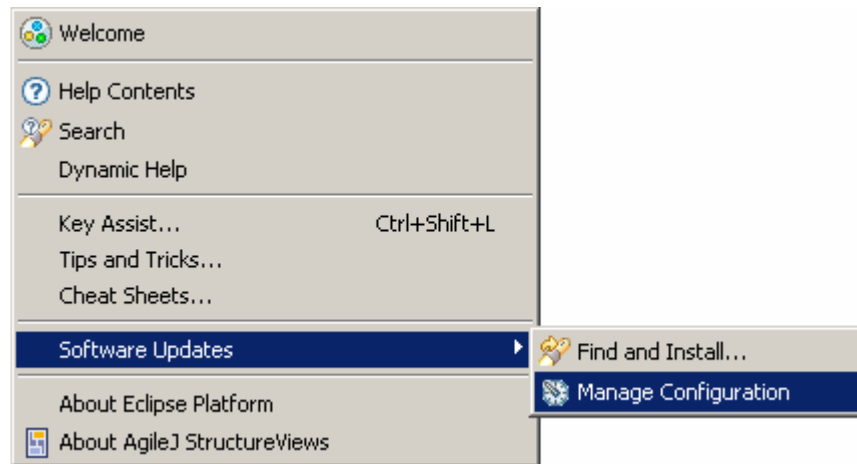 Welcome
Help Contents
Search
Dynamic Help
Key Assist... Ctrl+Shift+L
Tips and Tricks...
Cheat Sheets...
Software Updates
Find and Install...
Manage Configuration
About Eclipse Platform
About AgileJ StructureViews